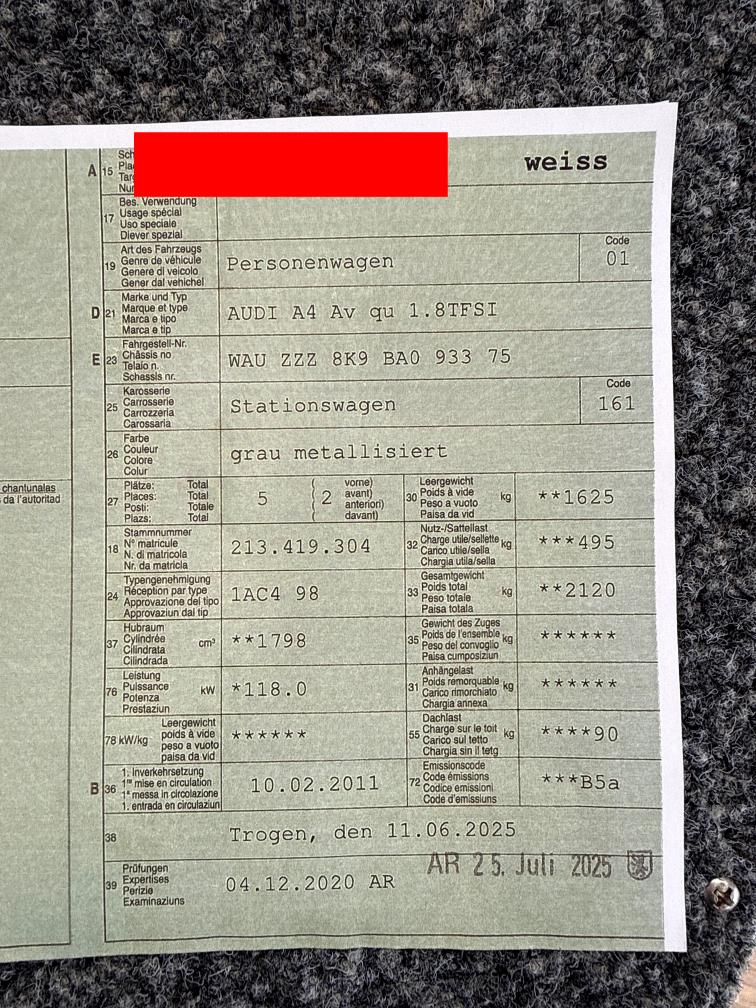 chantunalas
da l'autoritad
A 15 Sch
Pla
Tar
Nu
weiss
17 Bes. Verwendung
Usage spécial
Uso speciale
Diever spezial
19 Art des Fahrzeugs
Genre de véhicule
Genere di veicolo
Gener dal vehichel
Personenwagen
Code
01
D 21 Marke und Typ
Marque et type
Marca e tipo
Marca e tip
AUDI A4 Av qu 1.8TFSI
E 23 Fahrgestell-Nr.
Châssis no
Telaio n.
Schassis nr.
WAU ZZZ 8K9 BA0 933 75
25 Karosserie
Carrosserie
Carrozzeria
Carossaria
Stationswagen
Code
161
26 Farbe
Couleur
Colore
Colur
grau metallisiert
27 Plätze: Total
Places: Total
Posti: Totale
Plazs: Total
5 ( 2 vorne)
( avant)
( anteriori)
( davant)
30 Leergewicht
Poids à vide
Peso a vuoto
Paisa da vid
kg
**1625
18 Stammnummer
N° matricule
N. di matricola
Nr. da matricla
213.419.304
32 Nutz-/Sattellast
Charge utile/sellette
Carico utile/sella
Chargia utila/sella
kg
***495
24 Typengenehmigung
Réception par type
Approvazione del tipo
Approvaziun dal tip
1AC4 98
33 Gesamtgewicht
Poids total
Peso totale
Paisa totala
kg
**2120
37 Hubraum
Cylindrée
Cilindrata
Cilindrada
cm³
**1798
35 Gewicht des Zuges
Poids de l'ensemble
Peso del convoglio
Paisa cumposiziun
kg
******
76 Leistung
Puissance
Potenza
Prestaziun
kW
*118.0
31 Anhängelast
Poids remorquable
Carico rimorchiato
Chargia annexa
kg
******
78 kW/kg Leergewicht
poids à vide
peso a vuoto
paisa da vid
******
55 Dachlast
Charge sur le toit
Carico sul tetto
Chargia sin il tetg
kg
****90
B 36 1. Inverkehrsetzung
1re mise en circulation
1a messa in circolazione
1. entrada en circulaziun
10.02.2011
72 Emissionscode
Code émissions
Codice emissioni
Code d'emissiuns
***B5a
38 Trogen, den 11.06.2025
39 Prüfungen
Expertises
Perizie
Examinaziuns
04.12.2020 AR
AR 25. Juli 2025